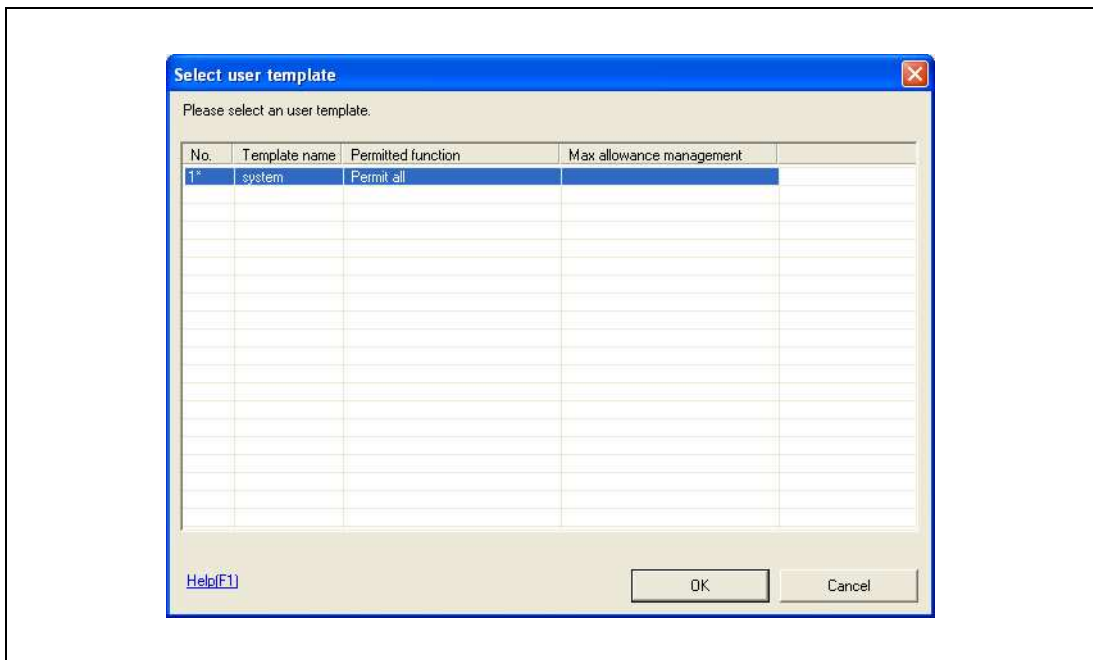 Select user template
Please select an user template.
No. Template name Permitted function Max allowance management
1* system Permit all
Help(F1) OK Cancel